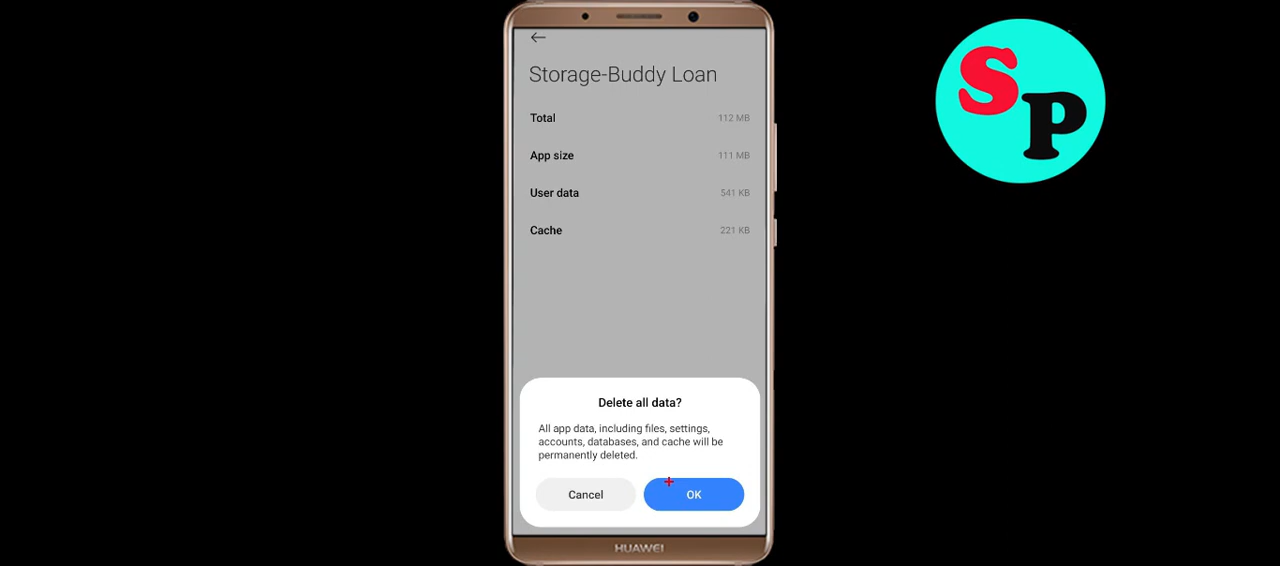 Storage-Buddy Loan
Total 112 MB
App size 111 MB
User data 541 KB
Cache 221 KB
Delete all data?
All app data, including files, settings,
accounts, databases, and cache will be
permanently deleted.
Cancel OK
HUAWEI
SP